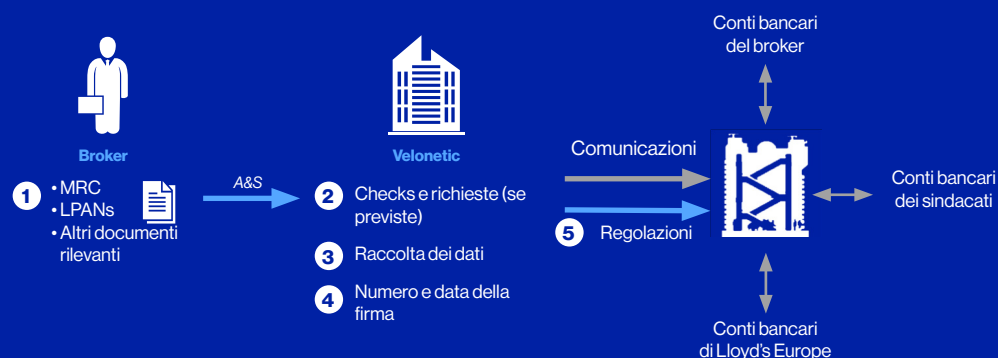 Broker
1
• MRC
• LPANs
• Altri documenti
rilevanti
A&S
Velonetic
2 Checks e richieste (se
previste)
3 Raccolta dei dati
4 Numero e data della
firma
Comunicazioni
5 Regolazioni
Conti bancari
del broker
Conti bancari
dei sindacati
Conti bancari
di Lloyd's Europe